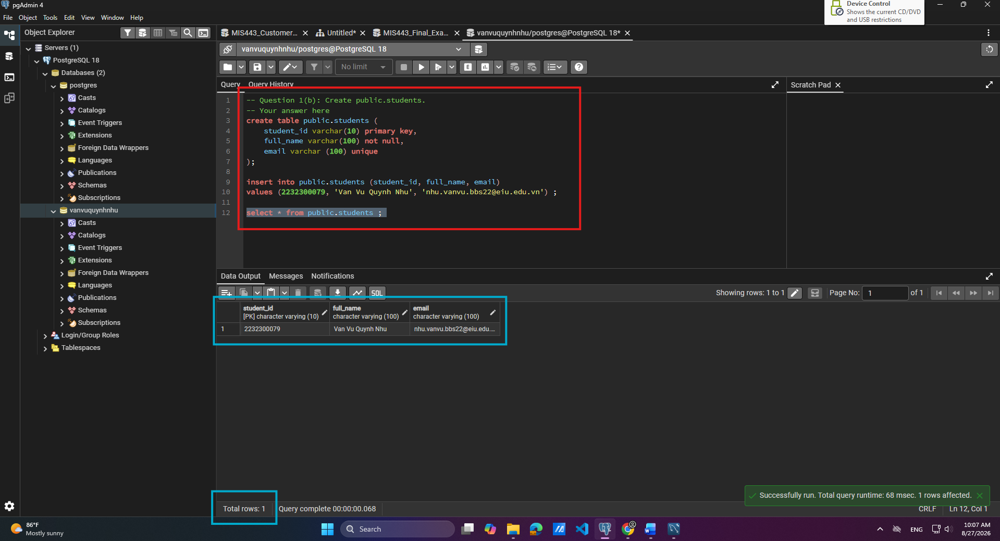 pgAdmin 4
Device Control
Shows the current CD/DVD
and USB restrictions
File Object Tools Edit View Window Help
Object Explorer
MIS443_Customer... Untitled* MIS443_Final_Exa... vanvuquynhnhu/postgres@PostgreSQL 18*
Servers (1)
PostgreSQL 18
Databases (2)
postgres
Casts
Catalogs
Event Triggers
Extensions
Foreign Data Wrappers
Languages
Publications
Schemas
Subscriptions
vanvuquynhnhu
Casts
Catalogs
Event Triggers
Extensions
Foreign Data Wrappers
Languages
Publications
Schemas
Subscriptions
Login/Group Roles
Tablespaces
vanvuquynhnhu/postgres@PostgreSQL 18
No limit
E
Query Query History
Scratch Pad
1 -- Question 1(b): Create public.students.
2 -- Your answer here
3 create table public.students (
4 student_id varchar(10) primary key,
5 full_name varchar(100) not null,
6 email varchar (100) unique
7 );
8
9 insert into public.students (student_id, full_name, email)
10 values (2232300079, 'Van Vu Quynh Nhu', 'nhu.vanvu.bbs22@eiu.edu.vn') ;
11
12 select * from public.students ;
Data Output Messages Notifications
SQL
Showing rows: 1 to 1
Page No: 1 of 1
student_id full_name email
[PK] character varying (10) character varying (100) character varying (100)
1 2232300079 Van Vu Quynh Nhu nhu.vanvu.bbs22@eiu.edu....
Successfully run. Total query runtime: 68 msec. 1 rows affected.
Total rows: 1 Query complete 00:00:00.068
CRLF Ln 12, Col 1
86°F
Mostly sunny
Search
ENG
10:07 AM
8/27/2026